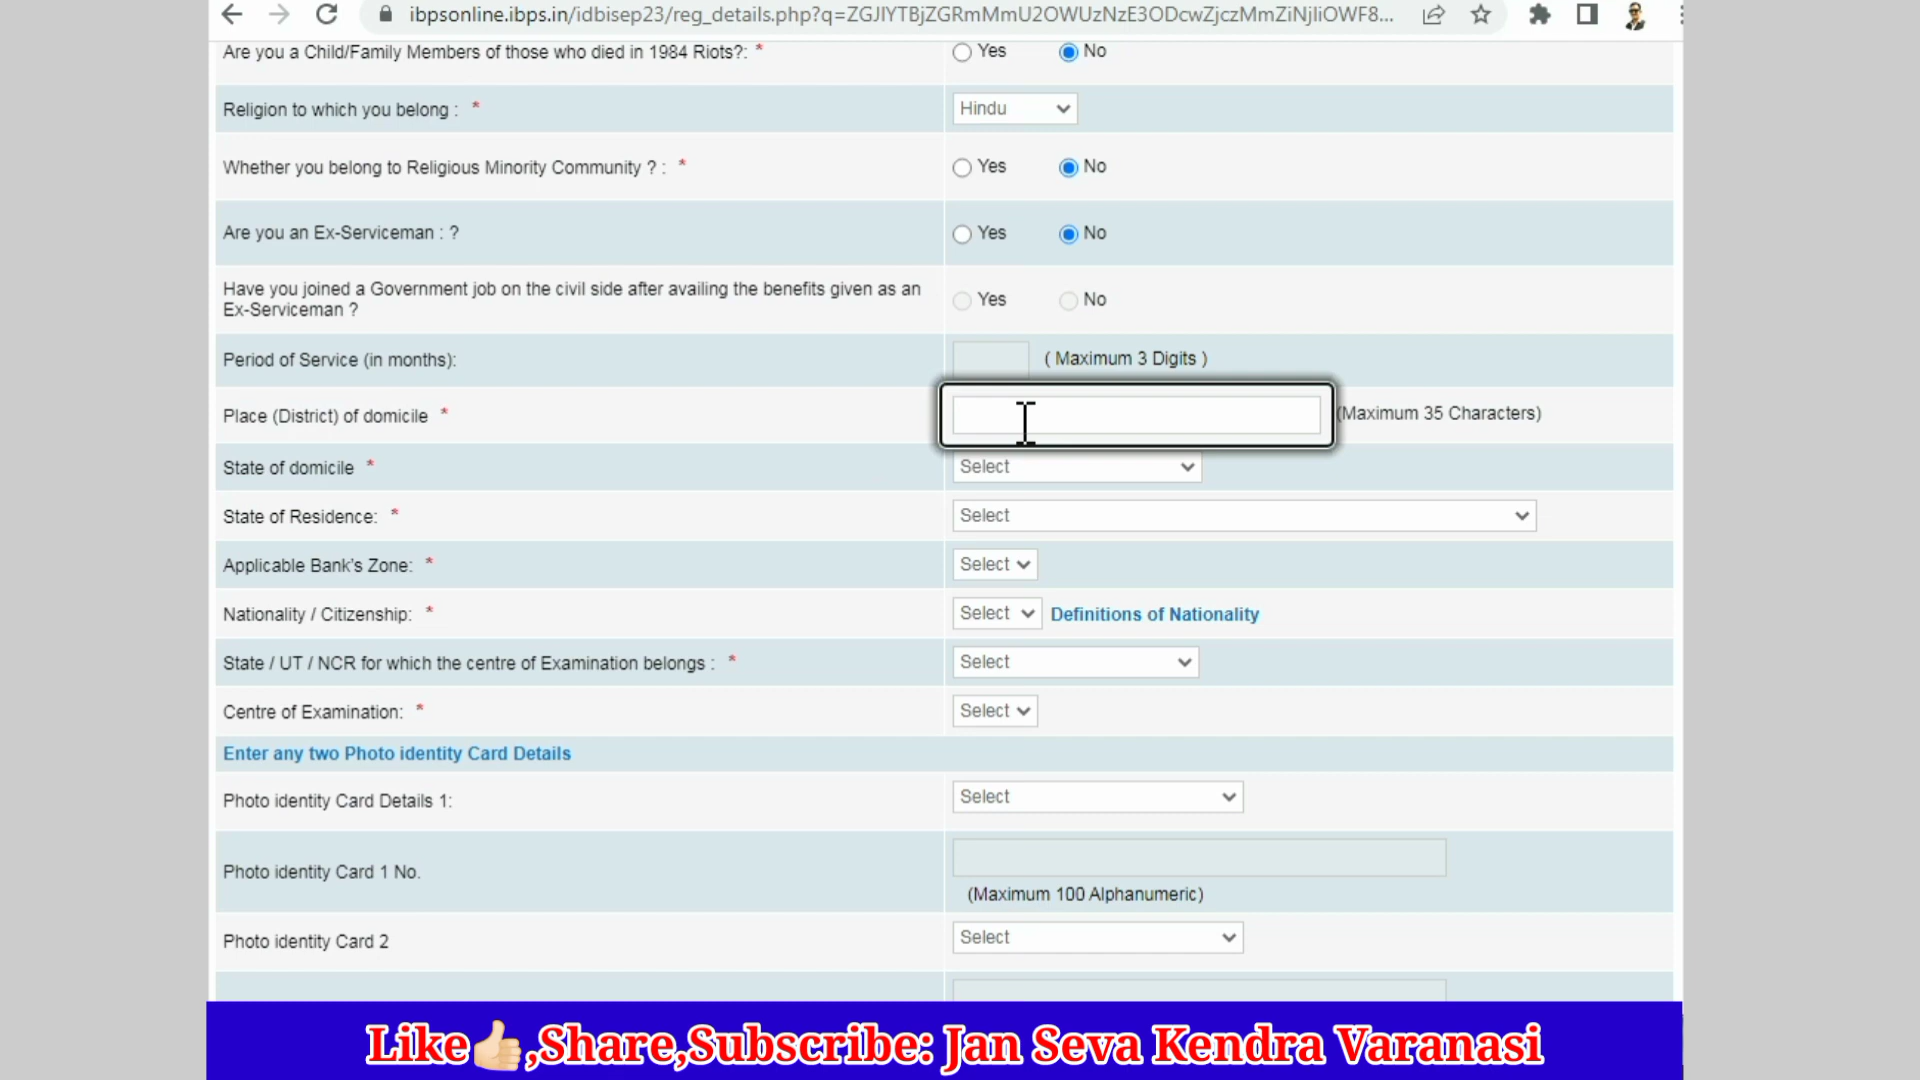 ibpsonline.ibps.in/idbisep23/reg_details.php?q=ZGJlYTBjZGRmMmU2OWUzNzE3ODcwZjczMmZiNjliOWF8...
Are you a Child/Family Members of those who died in 1984 Riots?: * Yes No
Religion to which you belong : * Hindu
Whether you belong to Religious Minority Community ? : * Yes No
Are you an Ex-Serviceman : ? Yes No
Have you joined a Government job on the civil side after availing the benefits given as an
Ex-Serviceman ? Yes No
Period of Service (in months): ( Maximum 3 Digits )
Place (District) of domicile * (Maximum 35 Characters)
State of domicile * Select
State of Residence: * Select
Applicable Bank's Zone: * Select
Nationality / Citizenship: * Select Definitions of Nationality
State / UT / NCR for which the centre of Examination belongs : * Select
Centre of Examination: * Select
Enter any two Photo identity Card Details
Photo identity Card Details 1: Select
Photo identity Card 1 No.
(Maximum 100 Alphanumeric)
Photo identity Card 2 Select
Like👍🏻,Share,Subscribe: Jan Seva Kendra Varanasi